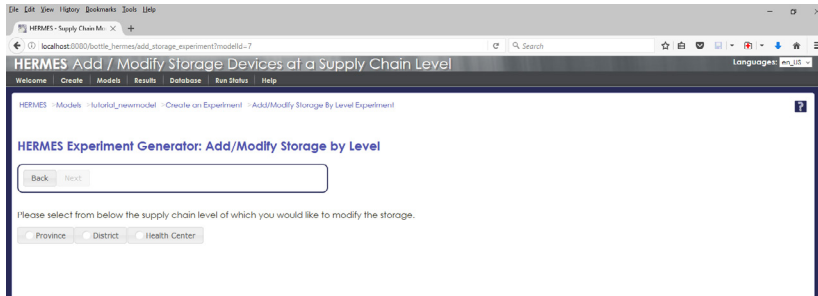 File Edit View History Bookmarks Tools Help
HERMES - Supply Chain Mo
localhost:8080/bottle_hermes/add_storage_experiment?modelId=7
Search
HERMES Add / Modify Storage Devices at a Supply Chain Level
Languages: en_US
Welcome Create Models Results Database Run Status Help
HERMES >Models >tutorial_newmodel >Create an Experiment >Add/Modify Storage By Level Experiment
?
HERMES Experiment Generator: Add/Modify Storage by Level
Back Next
Please select from below the supply chain level of which you would like to modify the storage.
Province District Health Center